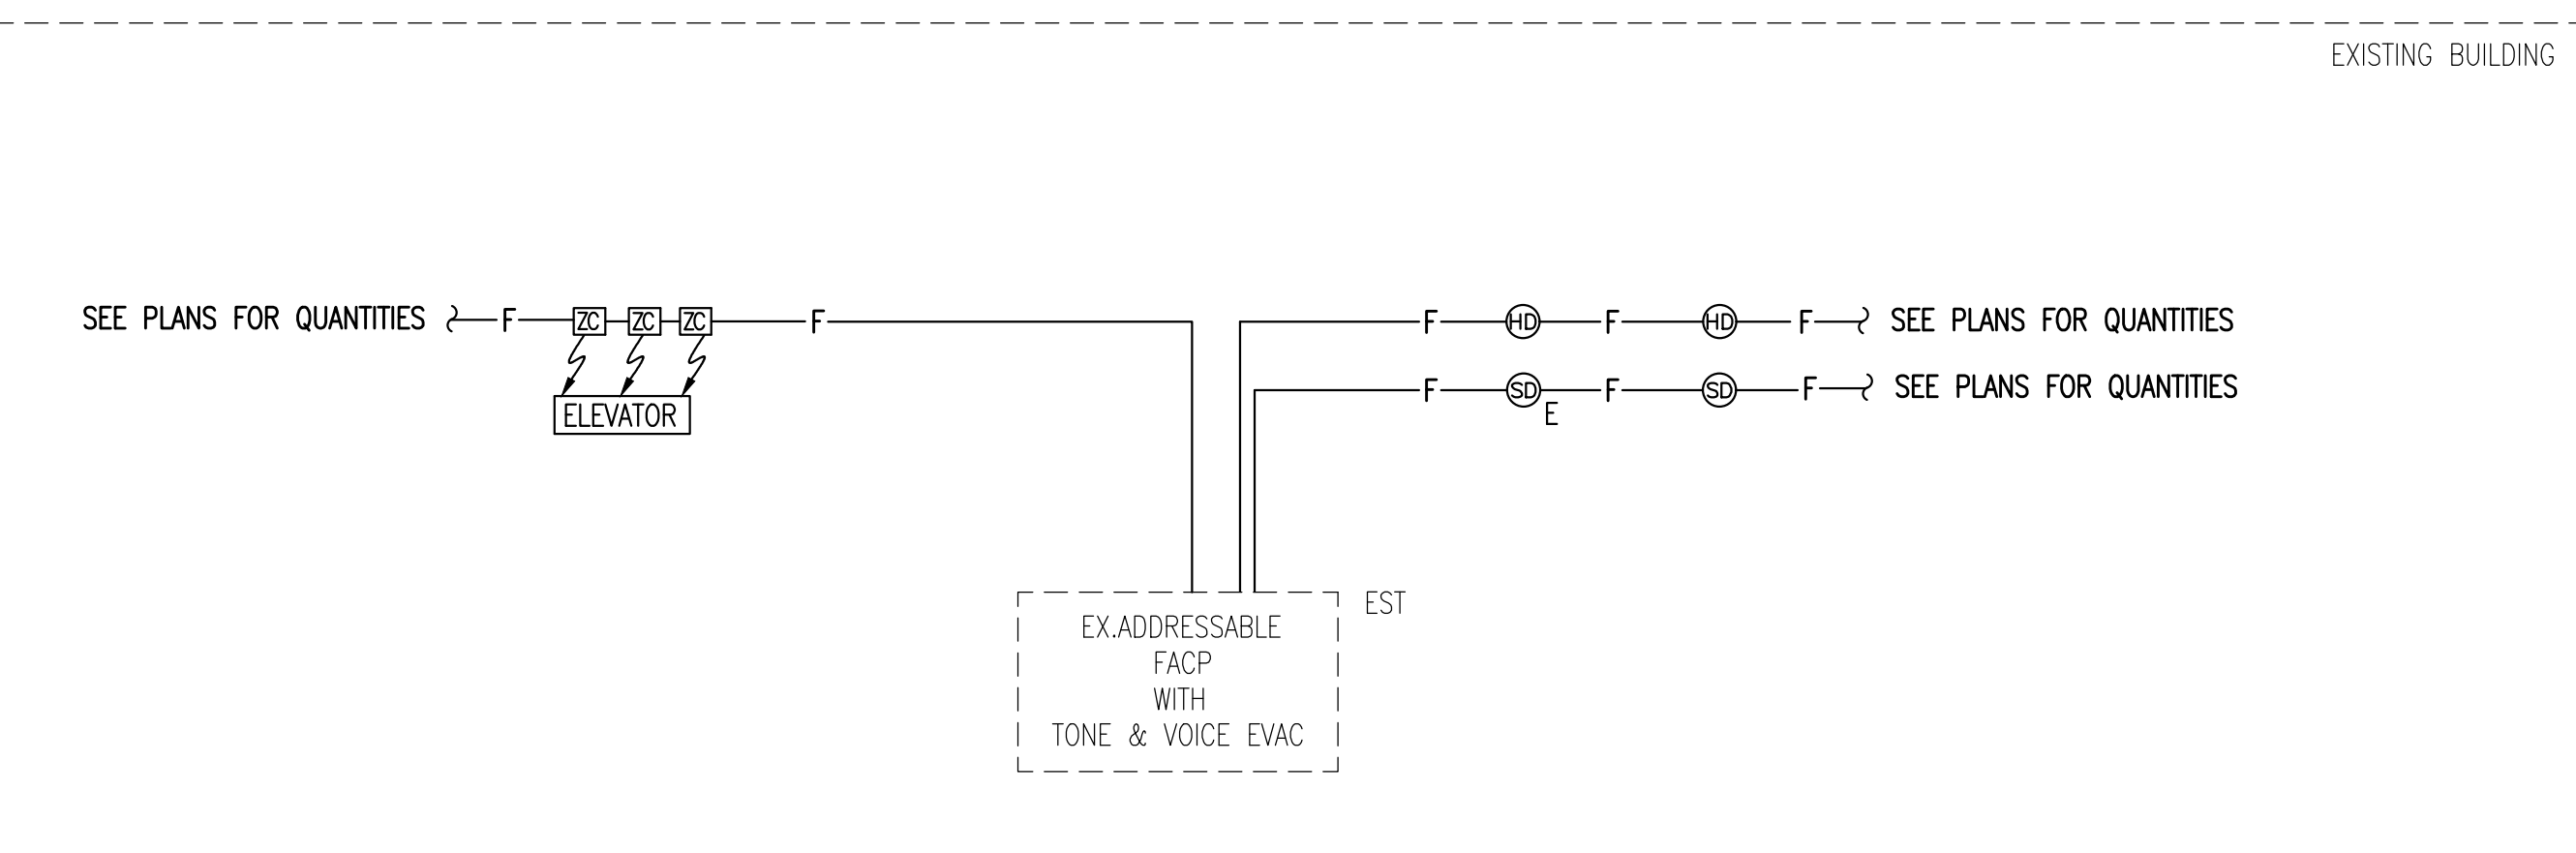 EXISTING BUILDING
SEE PLANS FOR QUANTITIES F ZC ZC ZC F
ELEVATOR
F HD F HD F SEE PLANS FOR QUANTITIES
F SD F SD F SEE PLANS FOR QUANTITIES
E
EST
EX.ADDRESSABLE
FACP
WITH
TONE & VOICE EVAC